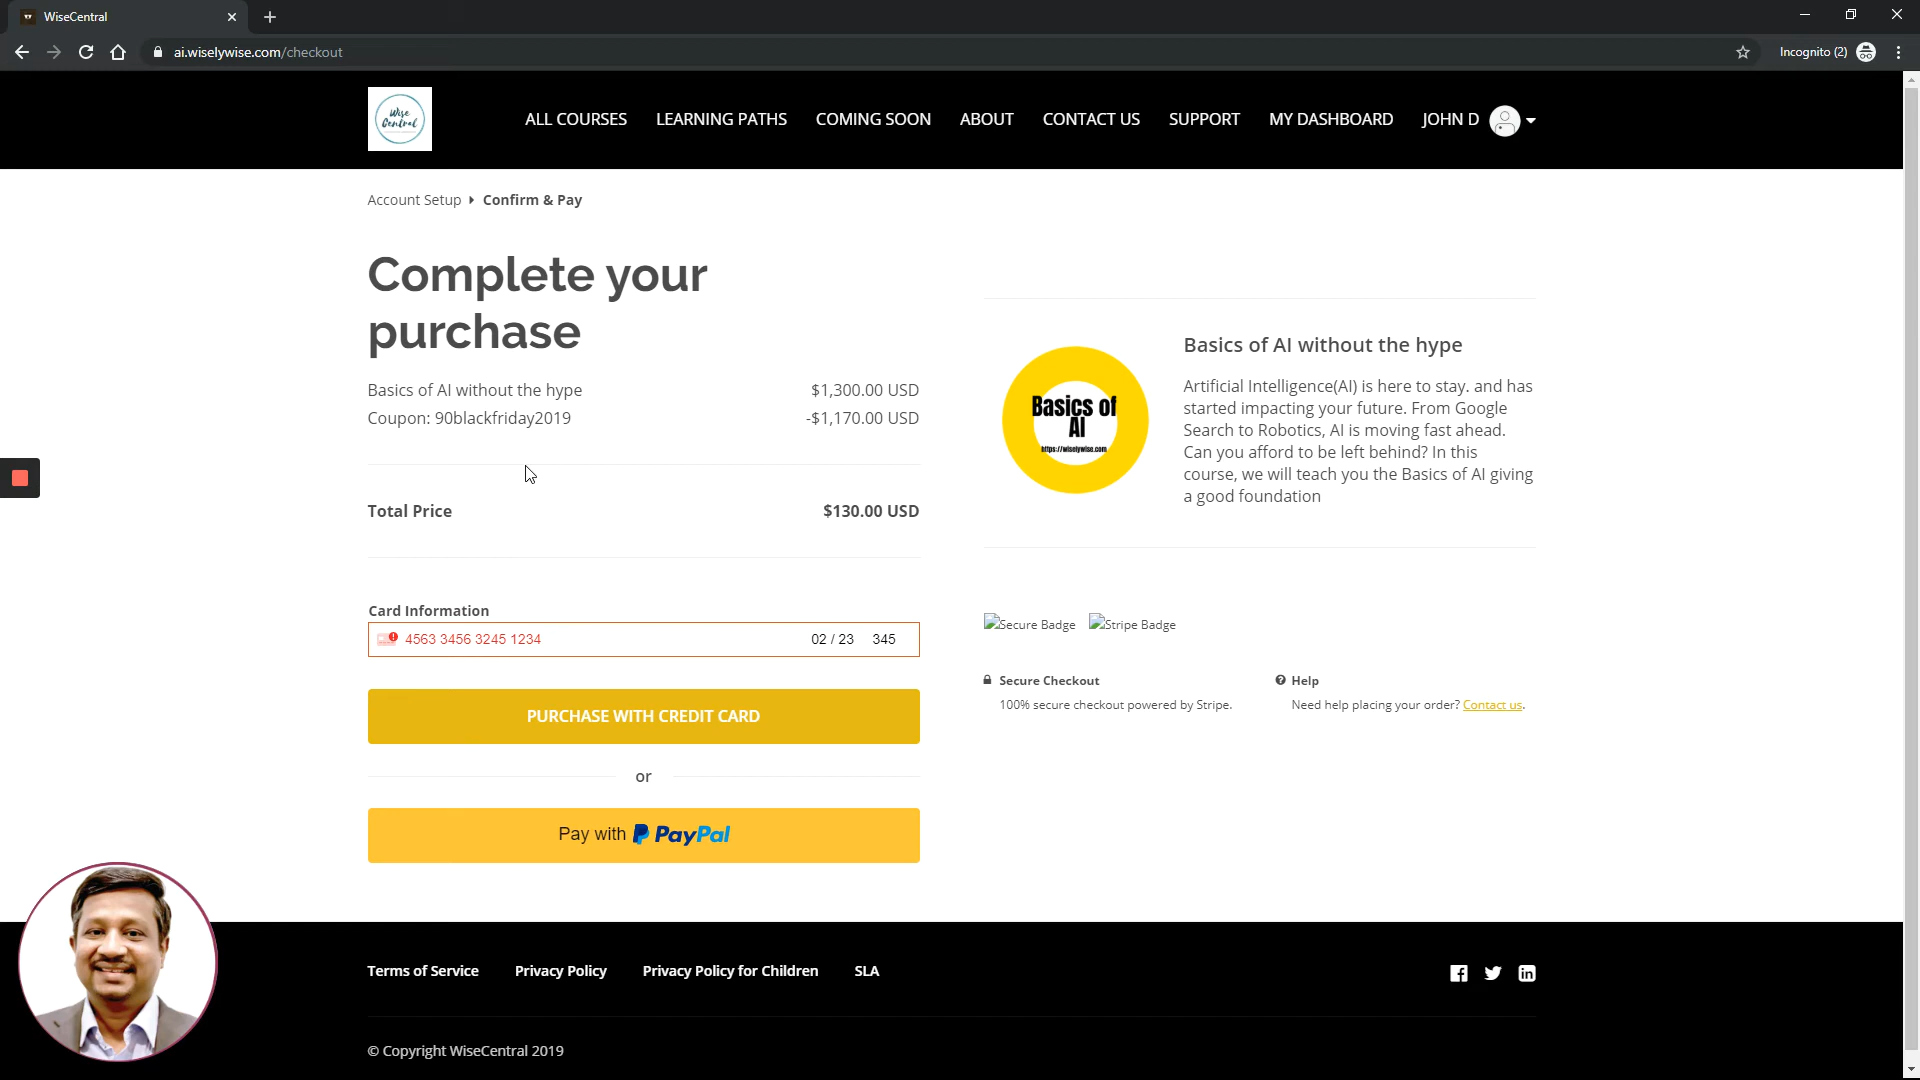 WiseCentral
ai.wiselywise.com/checkout
Incognito (2)
Wise
Central
ALL COURSES
LEARNING PATHS
COMING SOON
ABOUT
CONTACT US
SUPPORT
MY DASHBOARD
JOHN D
Account Setup
Confirm & Pay
Complete your
purchase
Basics of AI without the hype $1,300.00 USD
Coupon: 90blackfriday2019 -$1,170.00 USD
Total Price $130.00 USD
Card Information
4563 3456 3245 1234 02 / 23 345
PURCHASE WITH CREDIT CARD
or
Pay with PayPal
Basics of
AI
https://wiselywise.com
Basics of AI without the hype
Artificial Intelligence(AI) is here to stay. and has
started impacting your future. From Google
Search to Robotics, AI is moving fast ahead.
Can you afford to be left behind? In this
course, we will teach you the Basics of AI giving
a good foundation
Secure Badge
Stripe Badge
Secure Checkout
100% secure checkout powered by Stripe.
Help
Need help placing your order? Contact us.
Terms of Service
Privacy Policy
Privacy Policy for Children
SLA
© Copyright WiseCentral 2019